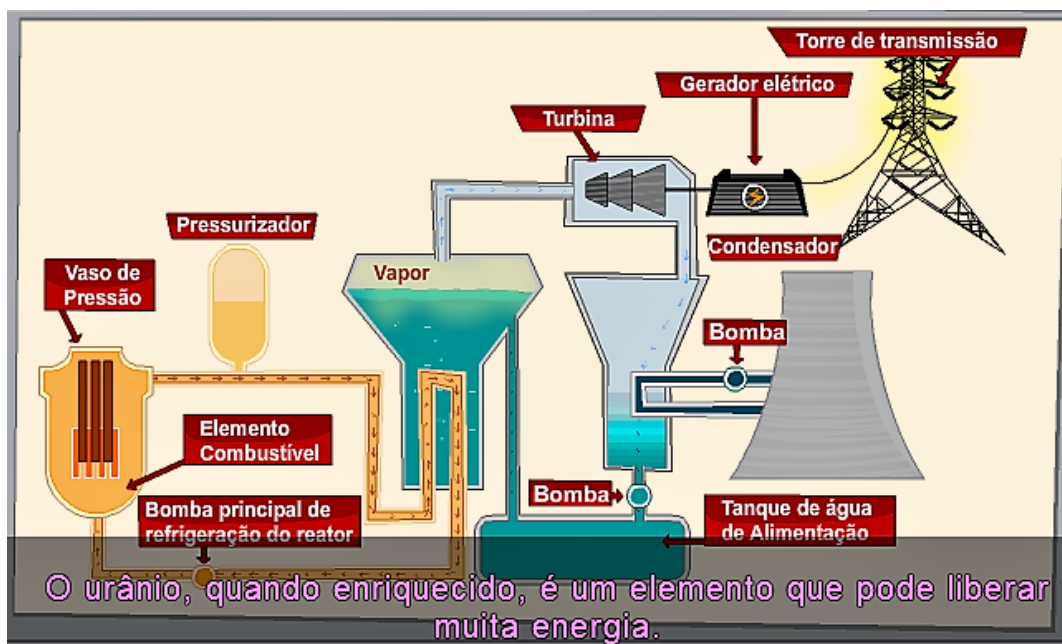 Torre de transmissão
Gerador elétrico
Turbina
Pressurizador
Condensador
Vapor
Vaso de
Pressão
Bomba
Elemento
Combustível
Bomba
Bomba principal de
refrigeração do reator
Tanque de água
de Alimentação
O urânio, quando enriquecido, é um elemento que pode liberar
muita energia.